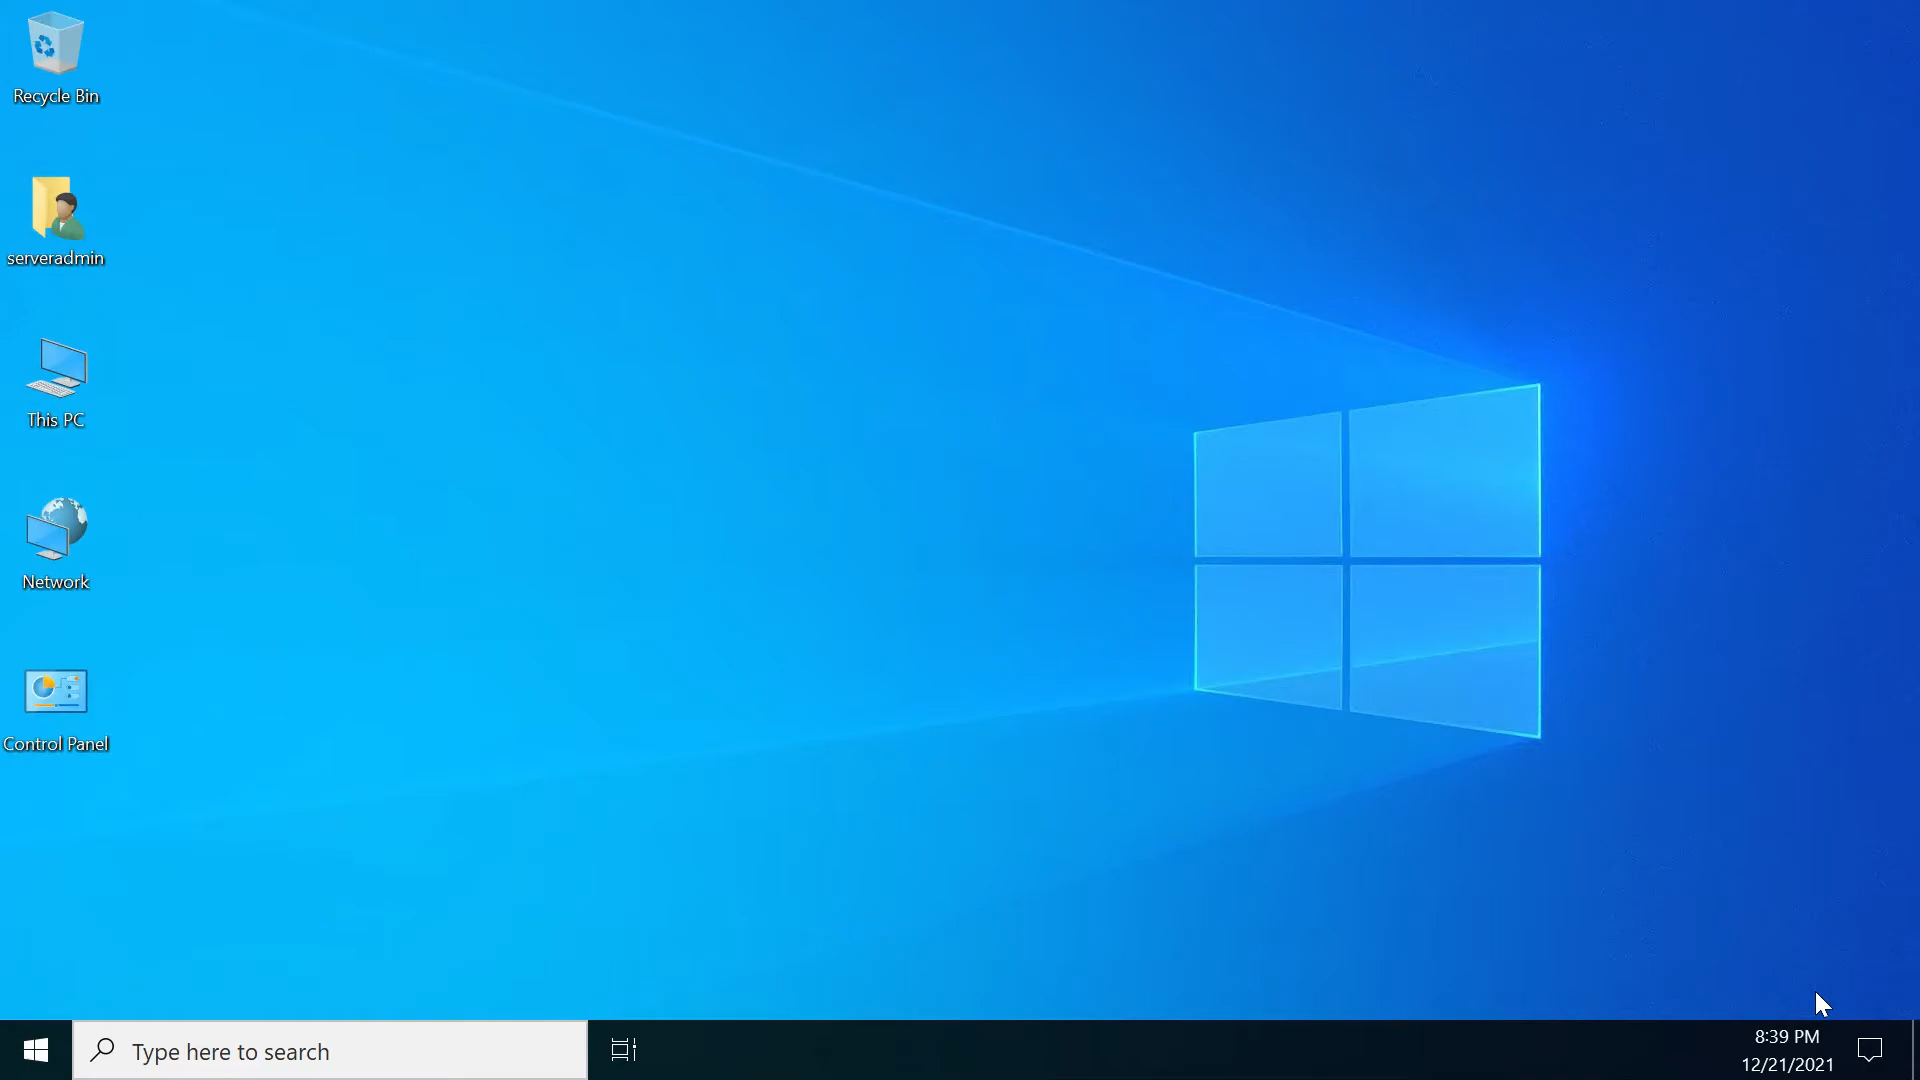 Recycle Bin
serveradmin
This PC
Network
Control Panel
Type here to search
8:39 PM
12/21/2021